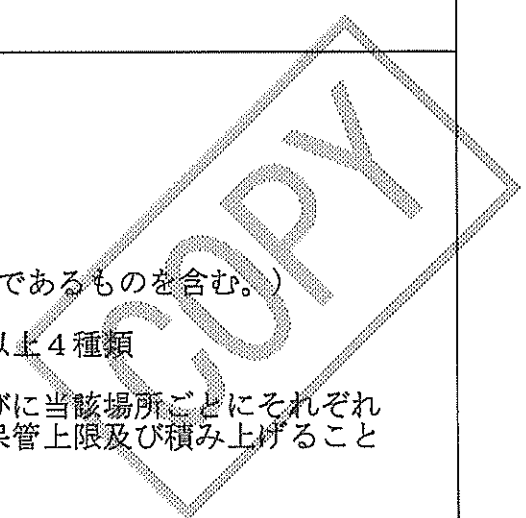 COPY
であるものを含む。)
以上4種類
びに当該場所ごとにそれぞれ
保管上限及び積み上げること